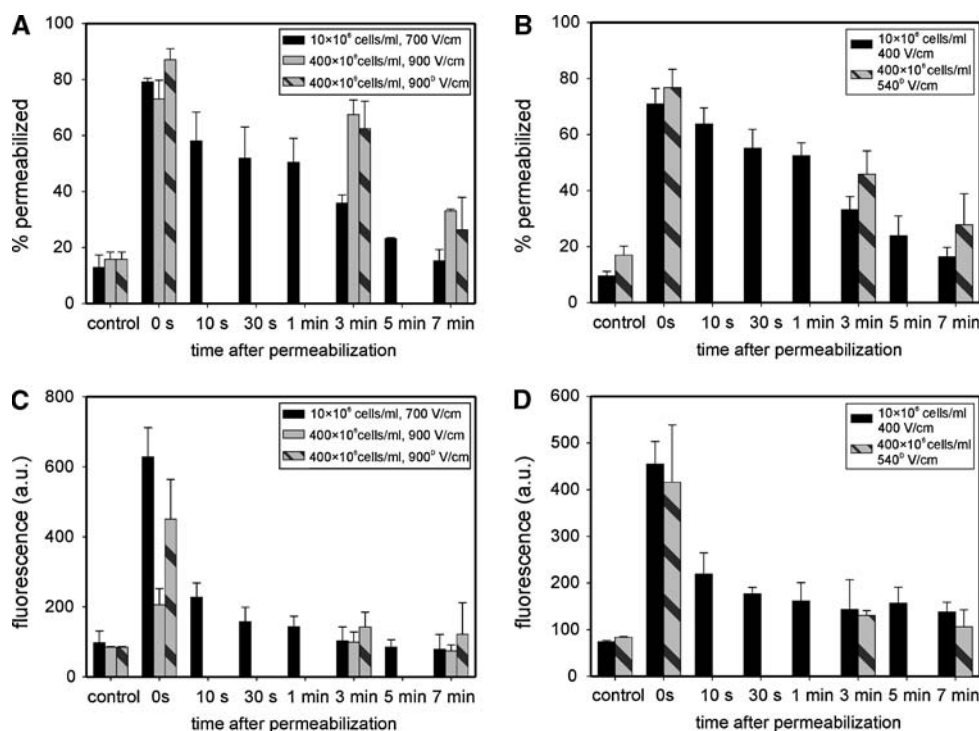 A
100
80
60
40
20
0
% permeabilized
10×10⁶ cells/ml, 700 V/cm
400×10⁶cells/ml, 900 V/cm
400×10⁶cells/ml, 900ᴰ V/cm
control 0s 10 s 30 s 1 min 3 min 5 min 7 min
time after permeabilization
B
100
80
60
40
20
0
% permeabilized
10×10⁶ cells/ml
400 V/cm
400×10⁶ cells/ml
540ᴰ V/cm
control 0s 10 s 30 s 1 min 3 min 5 min 7 min
time after permeabilization
C
800
600
400
200
0
fluorescence (a.u.)
10×10⁶ cells/ml, 700 V/cm
400×10⁶cells/ml, 900 V/cm
400×10⁶cells/ml, 900ᴰ V/cm
control 0s 10 s 30 s 1 min 3 min 5 min 7 min
time after permeabilization
D
600
500
400
300
200
100
0
fluorescence (a.u.)
10×10⁶ cells/ml
400 V/cm
400×10⁶ cells/ml
540ᴰ V/cm
control 0s 10 s 30 s 1 min 3 min 5 min 7 min
time after permeabilization